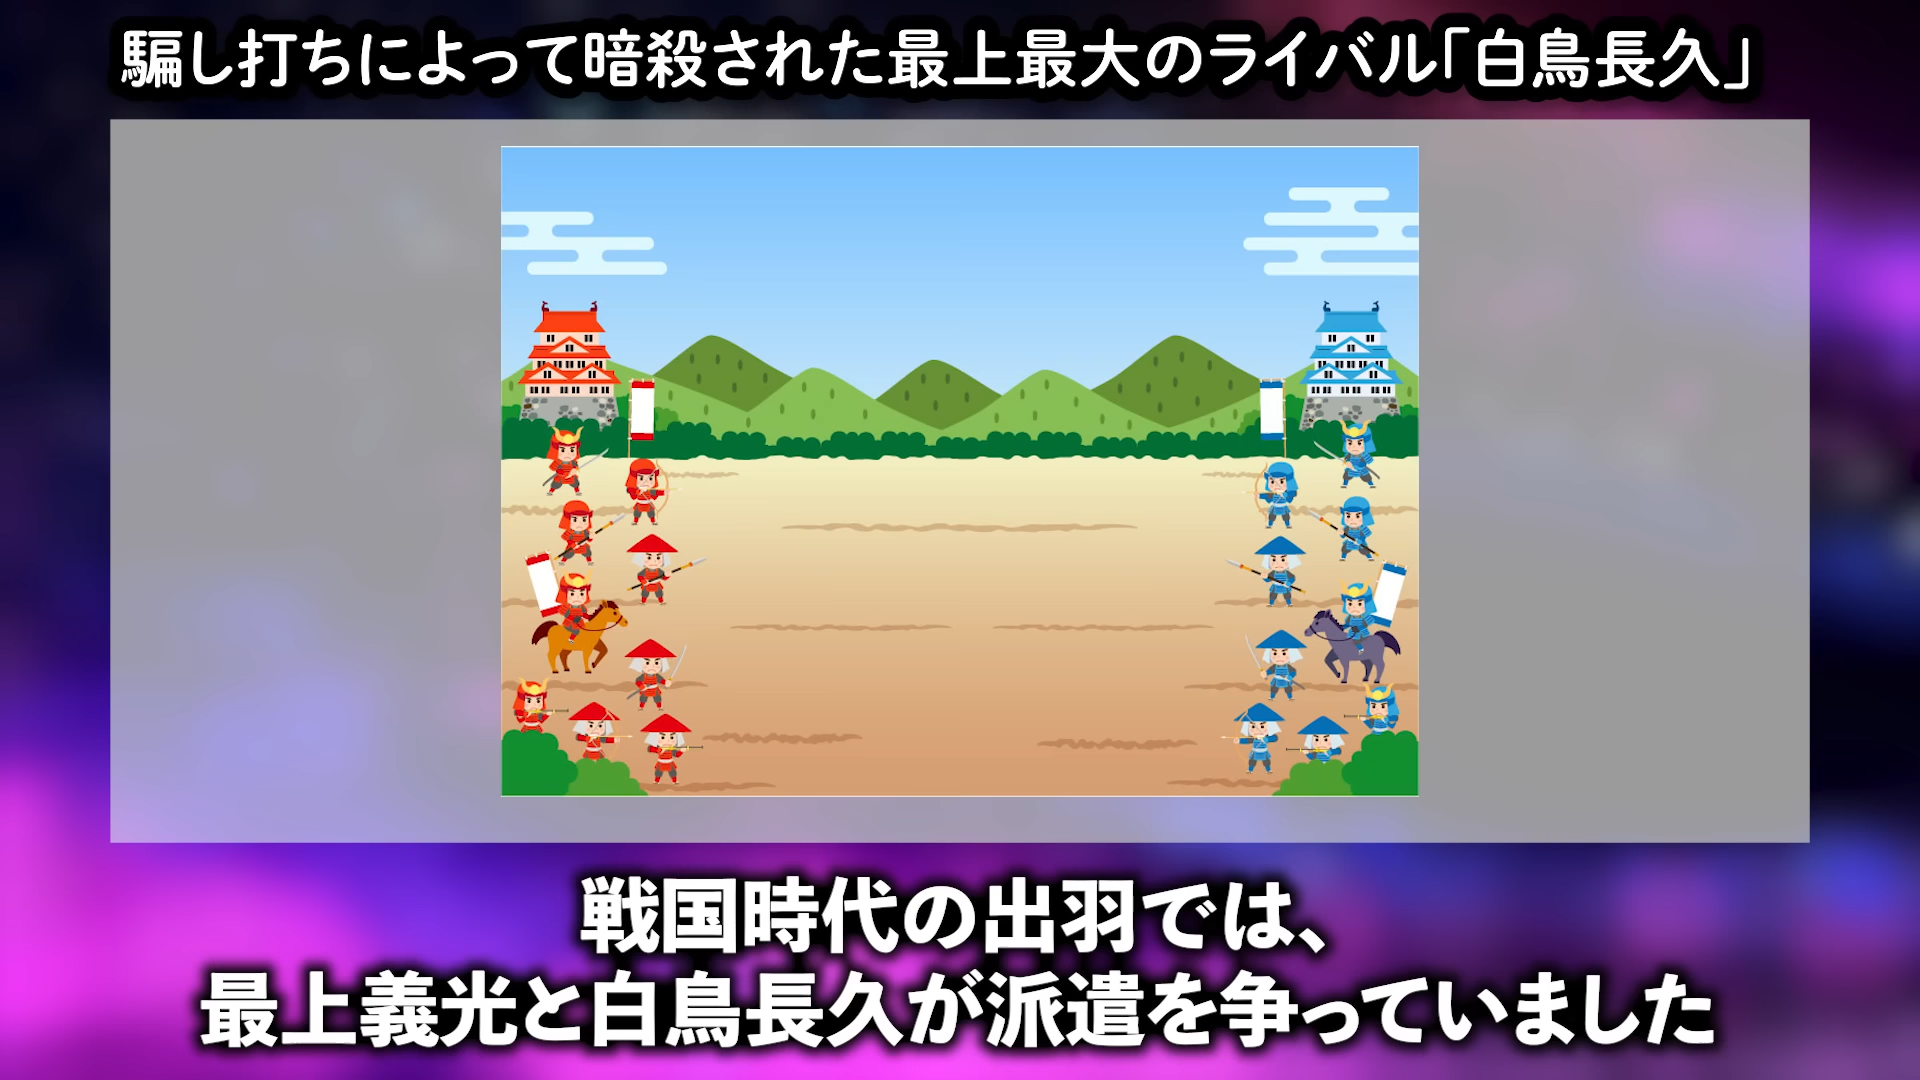 騙し打ちによって暗殺された最上最大のライバル「白鳥長久」
戦国時代の出羽では、
最上義光と白鳥長久が派遣を争っていました